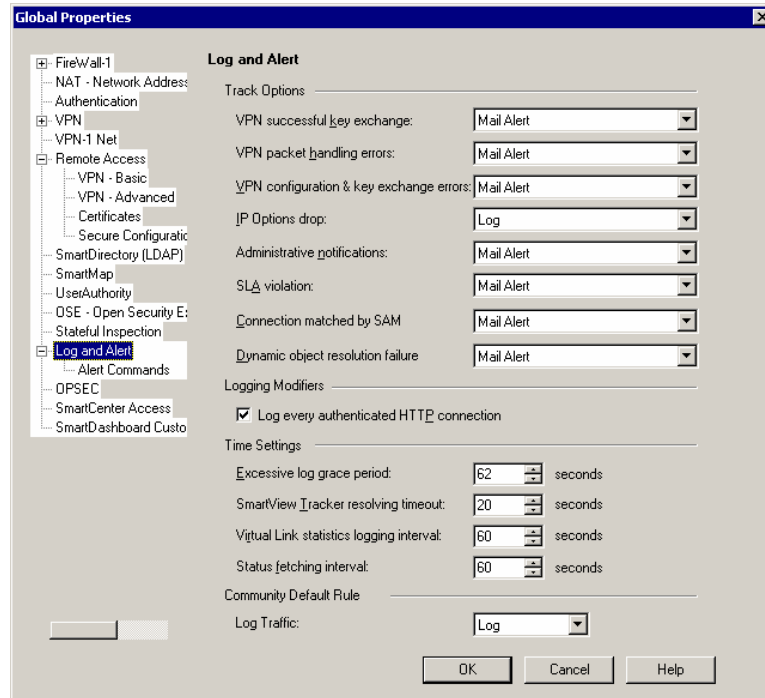 Global Properties
FireWall-1
NAT - Network Address
Authentication
VPN
VPN-1 Net
Remote Access
VPN - Basic
VPN - Advanced
Certificates
Secure Configuratic
SmartDirectory (LDAP)
SmartMap
UserAuthority
OSE - Open Security E
Stateful Inspection
Log and Alert
Alert Commands
OPSEC
SmartCenter Access
SmartDashboard Custo
Log and Alert
Track Options
VPN successful key exchange: Mail Alert
VPN packet handling errors: Mail Alert
VPN configuration & key exchange errors: Mail Alert
IP Options drop: Log
Administrative notifications: Mail Alert
SLA violation: Mail Alert
Connection matched by SAM Mail Alert
Dynamic object resolution failure Mail Alert
Logging Modifiers
Log every authenticated HTTP connection
Time Settings
Excessive log grace period: 62 seconds
SmartView Tracker resolving timeout: 20 seconds
Virtual Link statistics logging interval: 60 seconds
Status fetching interval: 60 seconds
Community Default Rule
Log Traffic: Log
OK Cancel Help